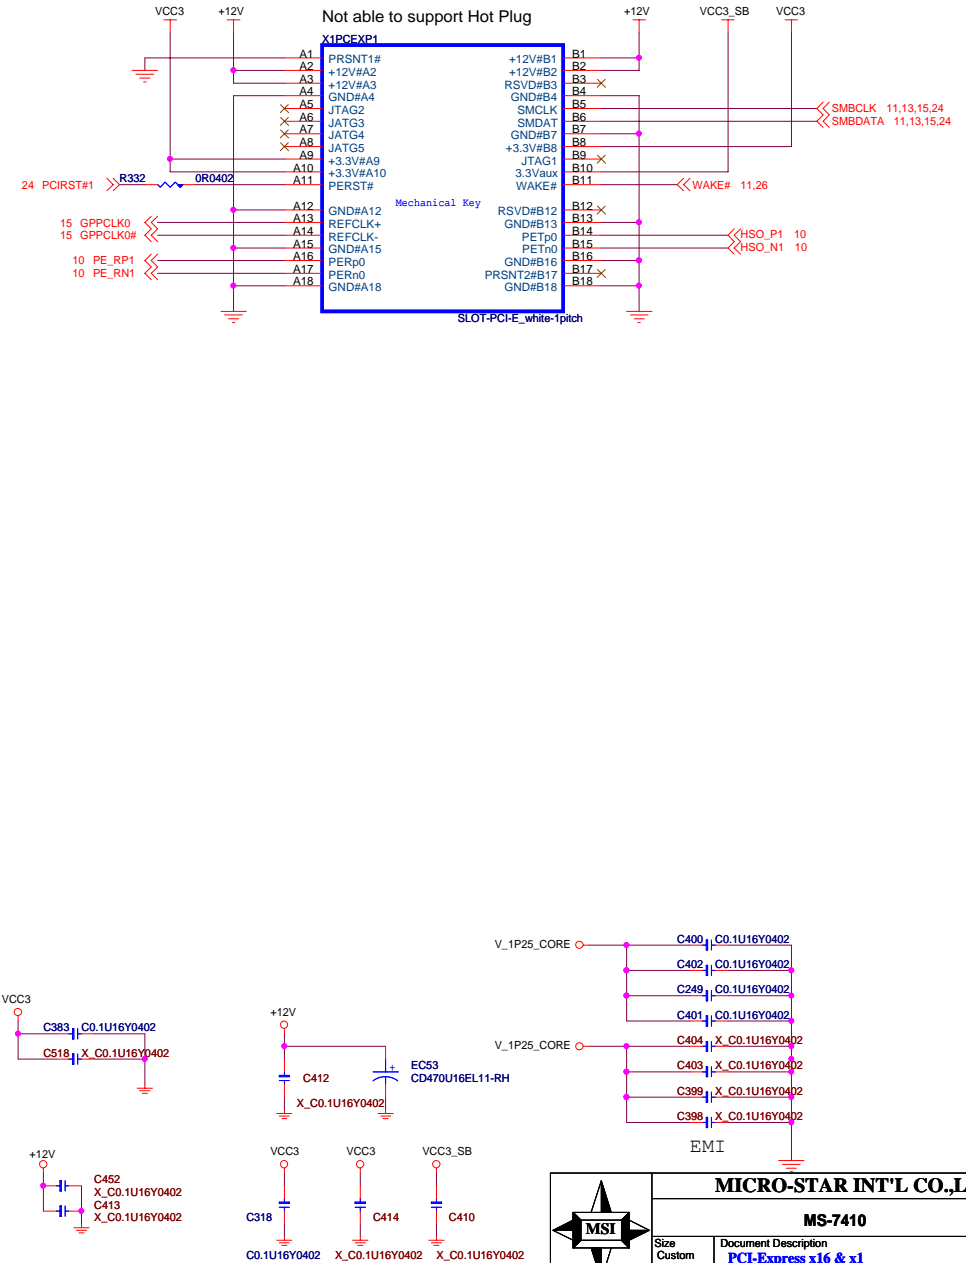 VCC3 +12V Not able to support Hot Plug +12V VCC3_SB VCC3
X1PCEXP1
A1 PRSNT1# +12V#B1 B1
A2 +12V#A2 +12V#B2 B2
A3 +12V#A3 RSVD#B3 B3
A4 GND#A4 GND#B4 B4
A5 JTAG2 SMCLK B5 SMBCLK 11,13,15,24
A6 JATG3 SMDAT B6 SMBDATA 11,13,15,24
A7 JATG4 GND#B7 B7
A8 JATG5 +3.3V#B8 B8
A9 +3.3V#A9 JTAG1 B9
A10 +3.3V#A10 3.3Vaux B10
24 PCIRST#1 R332 0R0402 A11 PERST# WAKE# B11 WAKE# 11,26
Mechanical Key
A12 GND#A12 RSVD#B12 B12
15 GPPCLK0 A13 REFCLK+ GND#B13 B13
15 GPPCLK0# A14 REFCLK- PETp0 B14 HSO_P1 10
A15 GND#A15 PETn0 B15 HSO_N1 10
10 PE_RP1 A16 PERp0 GND#B16 B16
10 PE_RN1 A17 PERn0 PRSNT2#B17 B17
A18 GND#A18 GND#B18 B18
SLOT-PCI-E_white-1pitch
V_1P25_CORE C400 C0.1U16Y0402
C402 C0.1U16Y0402
C249 C0.1U16Y0402
C401 C0.1U16Y0402
V_1P25_CORE C404 X_C0.1U16Y0402
C403 X_C0.1U16Y0402
C399 X_C0.1U16Y0402
C398 X_C0.1U16Y0402
EMI
VCC3
C383 C0.1U16Y0402
C518 X_C0.1U16Y0402
+12V
C412
X_C0.1U16Y0402
+ EC53
CD470U16EL11-RH
+12V
C452
X_C0.1U16Y0402
C413
X_C0.1U16Y0402
VCC3 VCC3 VCC3_SB
C318 C414 C410
C0.1U16Y0402 X_C0.1U16Y0402 X_C0.1U16Y0402
MSI
MICRO-STAR INT'L CO.,L
MS-7410
Size
Custom
Document Description
PCI-Express x16 & x1